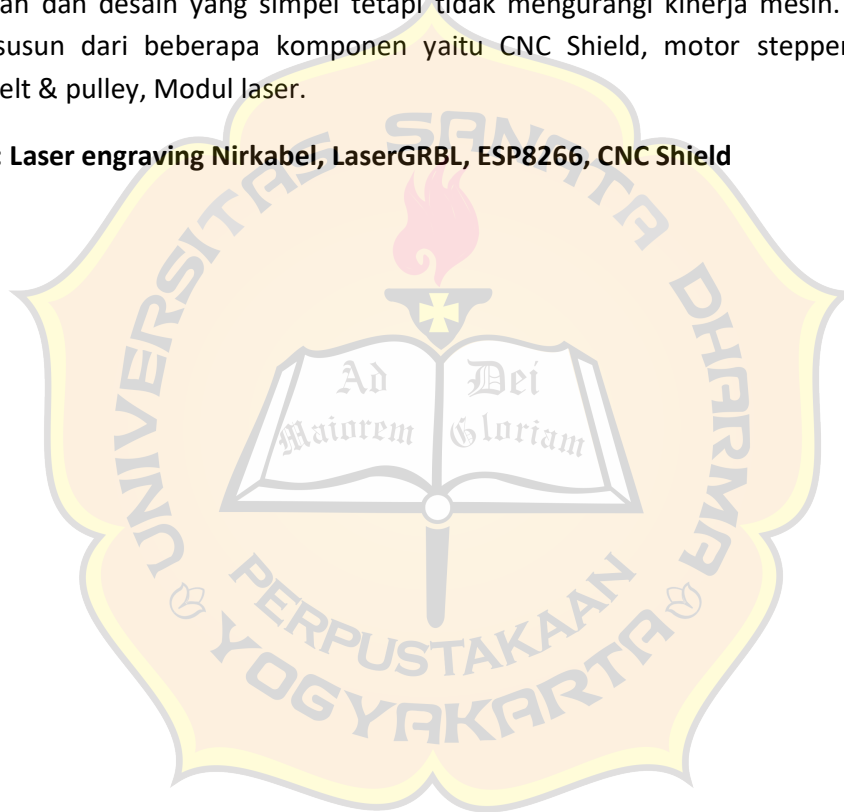 an dan desain yang simpel tetapi tidak mengurangi kinerja mesin.
susun dari beberapa komponen yaitu CNC Shield, motor stepper
elt & pulley, Modul laser.
: Laser engraving Nirkabel, LaserGRBL, ESP8266, CNC Shield
UNIVERSITAS SANATA DHARMA
Ad Dei
Maiorem Gloriam
PERPUSTAKAAN
YOGYAKARTA